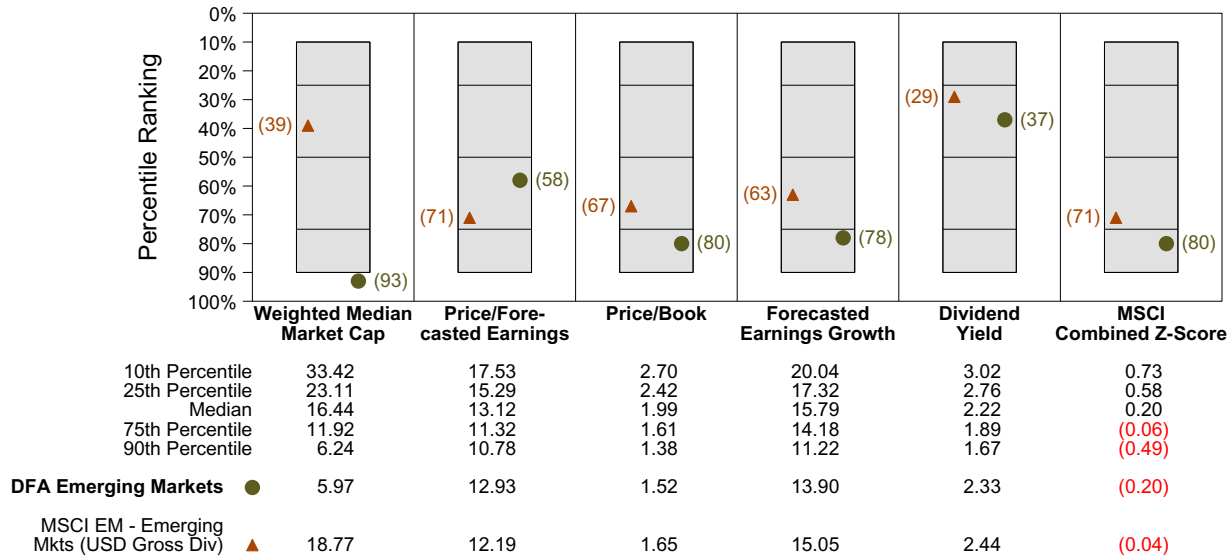 Percentile Ranking
0%
10%
20%
30%
40%
50%
60%
70%
80%
90%
100%
(39)
(93)
(71)
(58)
(67)
(80)
(63)
(78)
(29)
(37)
(71)
(80)
Weighted Median
Market Cap
Price/Fore-
casted Earnings
Price/Book
Forecasted
Earnings Growth
Dividend
Yield
MSCI
Combined Z-Score
10th Percentile 33.42 17.53 2.70 20.04 3.02 0.73
25th Percentile 23.11 15.29 2.42 17.32 2.76 0.58
Median 16.44 13.12 1.99 15.79 2.22 0.20
75th Percentile 11.92 11.32 1.61 14.18 1.89 (0.06)
90th Percentile 6.24 10.78 1.38 11.22 1.67 (0.49)
DFA Emerging Markets 5.97 12.93 1.52 13.90 2.33 (0.20)
MSCI EM - Emerging
Mkts (USD Gross Div) 18.77 12.19 1.65 15.05 2.44 (0.04)